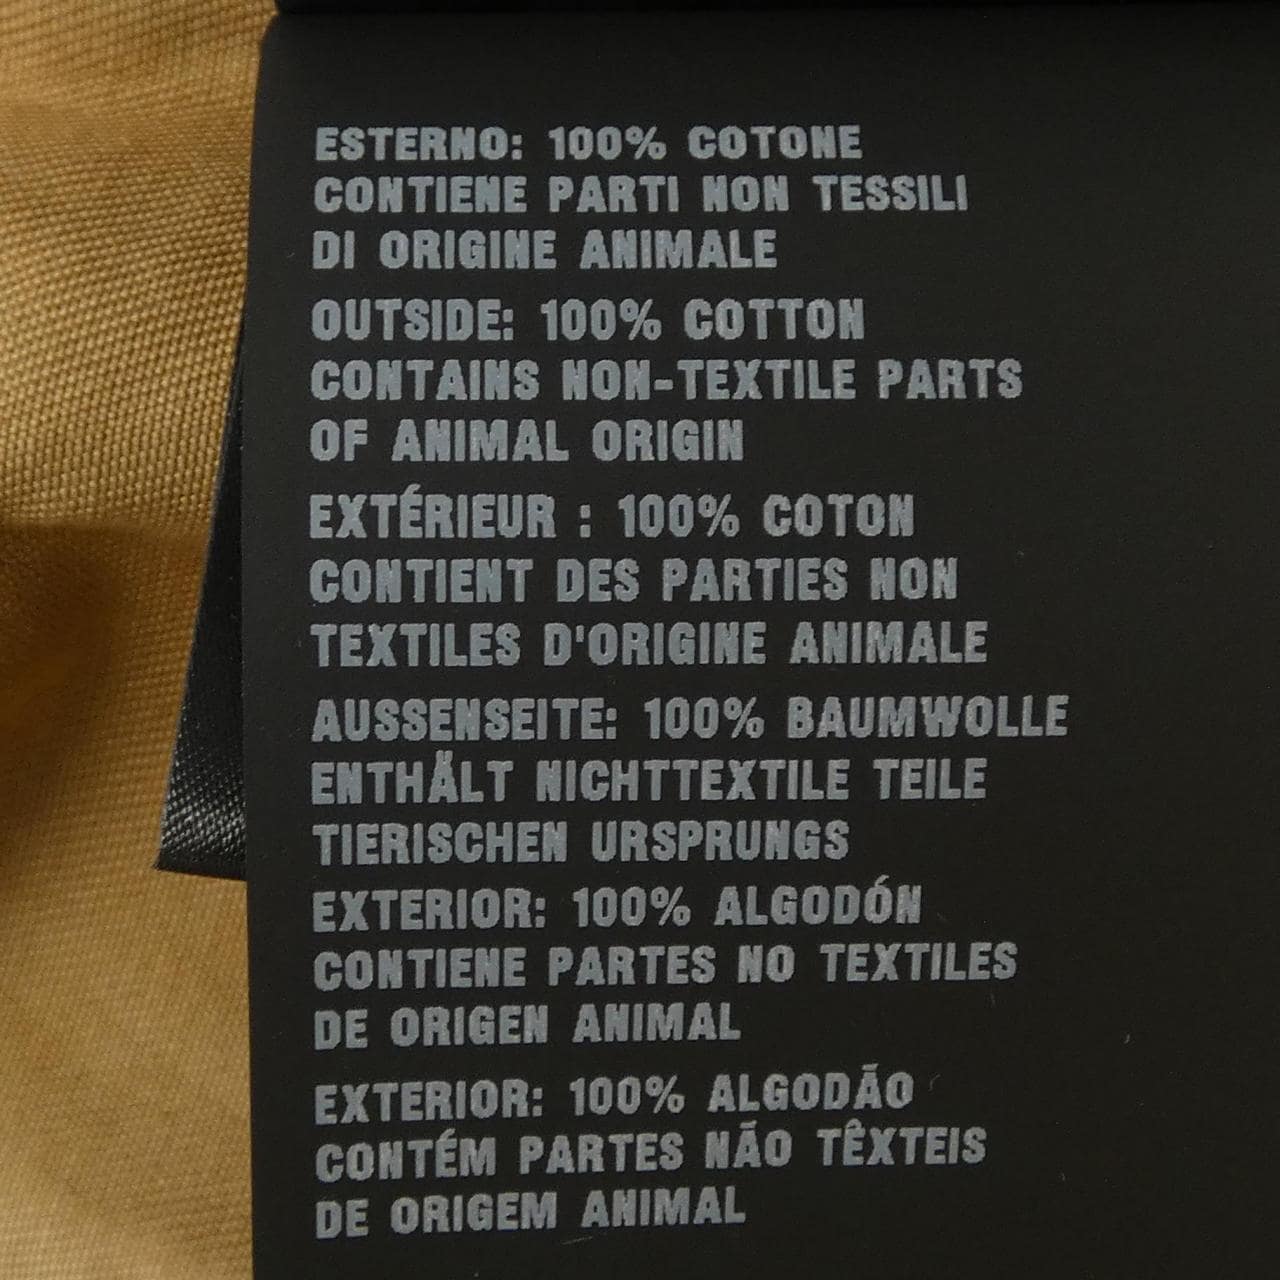 ESTERNO: 100% COTONE
CONTIENE PARTI NON TESSILI
DI ORIGINE ANIMALE
OUTSIDE: 100% COTTON
CONTAINS NON-TEXTILE PARTS
OF ANIMAL ORIGIN
EXTÉRIEUR : 100% COTON
CONTIENT DES PARTIES NON
TEXTILES D'ORIGINE ANIMALE
AUSSENSEITE: 100% BAUMWOLLE
ENTHÄLT NICHTTEXTILE TEILE
TIERISCHEN URSPRUNGS
EXTERIOR: 100% ALGODÓN
CONTIENE PARTES NO TEXTILES
DE ORIGEN ANIMAL
EXTERIOR: 100% ALGODÃO
CONTÉM PARTES NÃO TÊXTEIS
DE ORIGEM ANIMAL